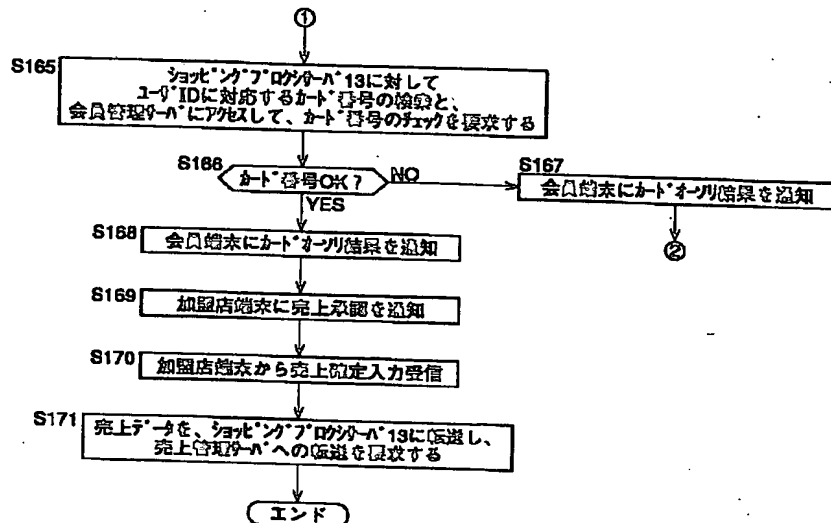 ①
S165
ショッピングプロクシサーバ13に対して
ユーザIDに対応するカード番号の検索と、
会員管理サーバにアクセスして、カード番号のチェックを要求する
S166
カード番号OK?
NO
YES
S167
会員端末にカードオーソリ結果を通知
②
S168
会員端末にカードオーソリ結果を通知
S169
加盟店端末に売上承認を通知
S170
加盟店端末から売上確定入力受信
S171
売上データを、ショッピングプロクシサーバ13に転送し、
売上管理サーバへの転送を要求する
エンド